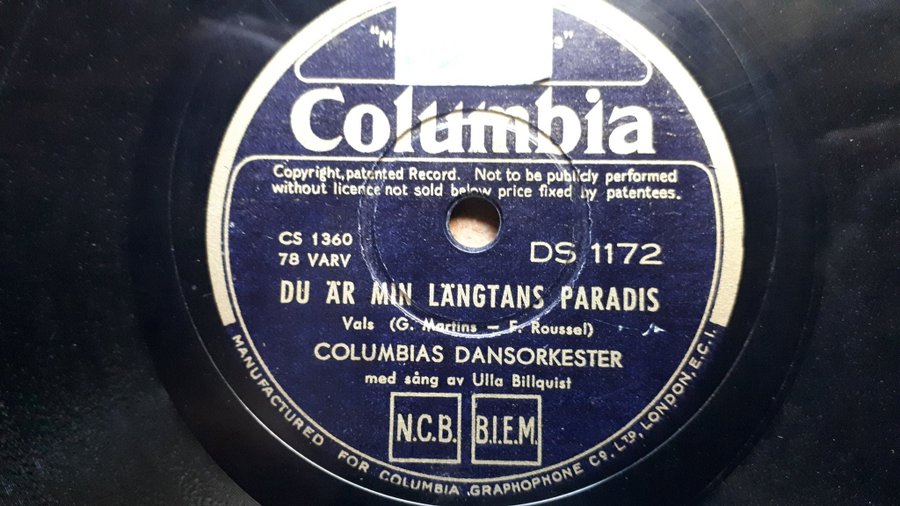 Columbia
Copyright, patented Record. Not to be publicly performed
without licence not sold below price fixed by patentees.
CS 1360
78 VARV
DS 1172
DU ÄR MIN LÄNGTANS PARADIS
Vals (G. Martins — F. Roussel)
COLUMBIAS DANSORKESTER
med sång av Ulla Billquist
N.C.B. B.I.E.M.
MANUFACTURED FOR COLUMBIA GRAPHOPHONE CO. LTD, LONDON, E.C.1.